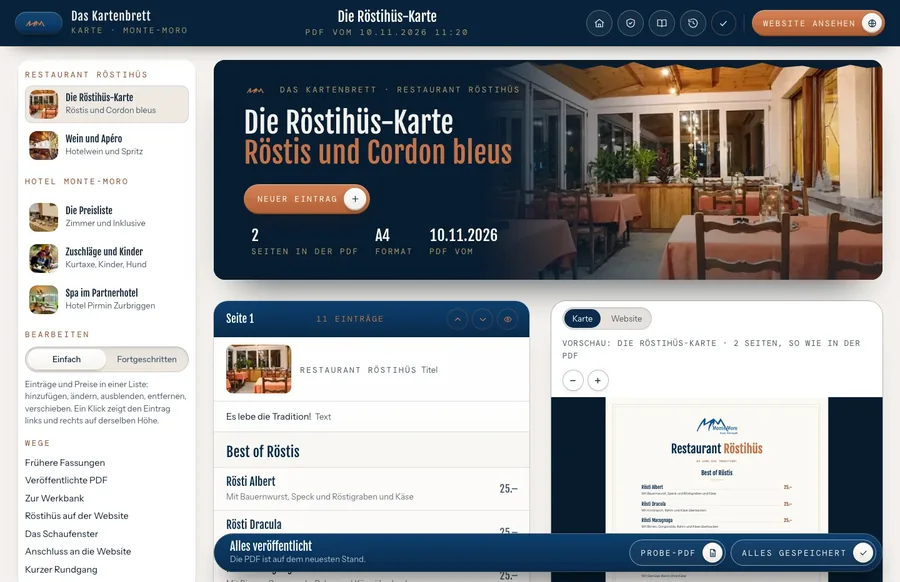 Das Kartenbrett
KARTE · MONTE-MORO
Die Röstihüs-Karte
PDF VOM 10.11.2026 11:20
WEBSITE ANSEHEN
RESTAURANT RÖSTIHÜS
Die Röstihüs-Karte
Röstis und Cordon bleus
Wein und Apéro
Hotelwein und Spritz
HOTEL MONTE-MORO
Die Preisliste
Zimmer und Inklusive
Zuschläge und Kinder
Kurtaxe, Kinder, Hund
Spa im Partnerhotel
Hotel Pirmin Zurbriggen
BEARBEITEN
Einfach
Fortgeschritten
Einträge und Preise in einer Liste:
hinzufügen, ändern, ausblenden, entfernen,
verschieben. Ein Klick zeigt den Eintrag
links und rechts auf derselben Höhe.
WEGE
Frühere Fassungen
Veröffentlichte PDF
Zur Werkbank
Röstihüs auf der Website
Das Schaufenster
Anschluss an die Website
Kurzer Rundgang
DAS KARTENBRETT · RESTAURANT RÖSTIHÜS
Die Röstihüs-Karte
Röstis und Cordon bleus
NEUER EINTRAG
2
SEITEN IN DER PDF
A4
FORMAT
10.11.2026
PDF VOM
Seite 1
11 EINTRÄGE
RESTAURANT RÖSTIHÜS Titel
Es lebe die Tradition! Text
Best of Röstis
Rösti Albert
25.–
Mit Bauernwurst, Speck und Röstigraben und Käse
Rösti Dracula
25.–
25.–
Karte
Website
VORSCHAU: DIE RÖSTIHÜS-KARTE · 2 SEITEN, SO WIE IN DER
PDF
Monte Moro
Restaurant Röstihüs
Best of Röstis
Rösti Albert
25.–
Rösti Dracula
25.–
Rösti Macugnaga
25.–
Alles veröffentlicht
Die PDF ist auf dem neuesten Stand.
PROBE-PDF
ALLES GESPEICHERT